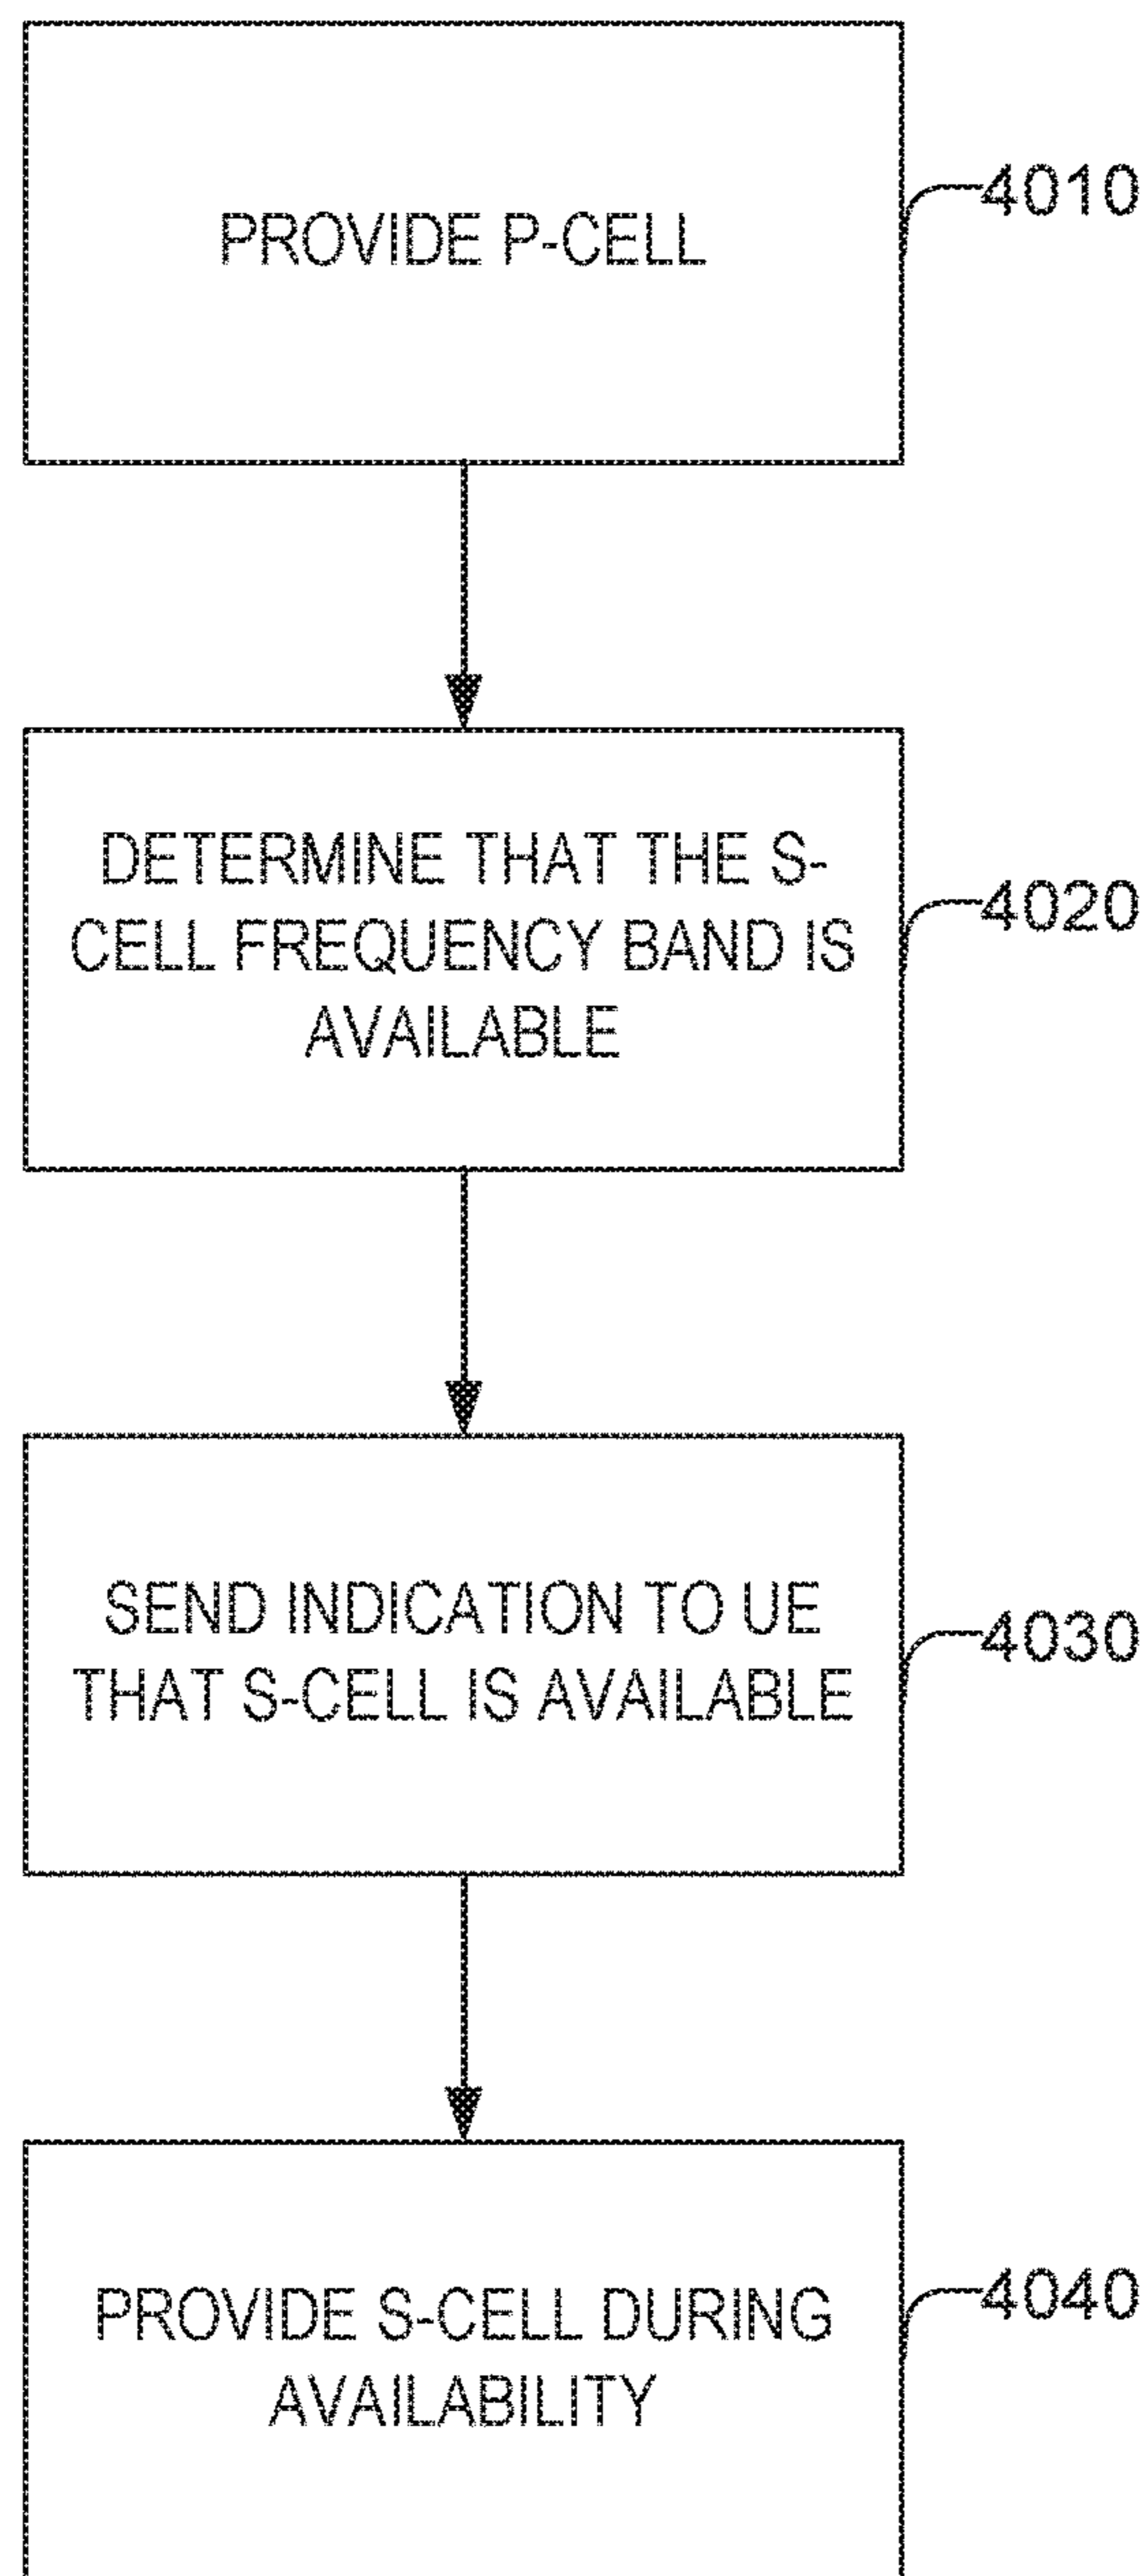 PROVIDE P-CELL
4010
DETERMINE THAT THE S-
CELL FREQUENCY BAND IS
AVAILABLE
4020
SEND INDICATION TO UE
THAT S-CELL IS AVAILABLE
4030
PROVIDE S-CELL DURING
AVAILABILITY
4040